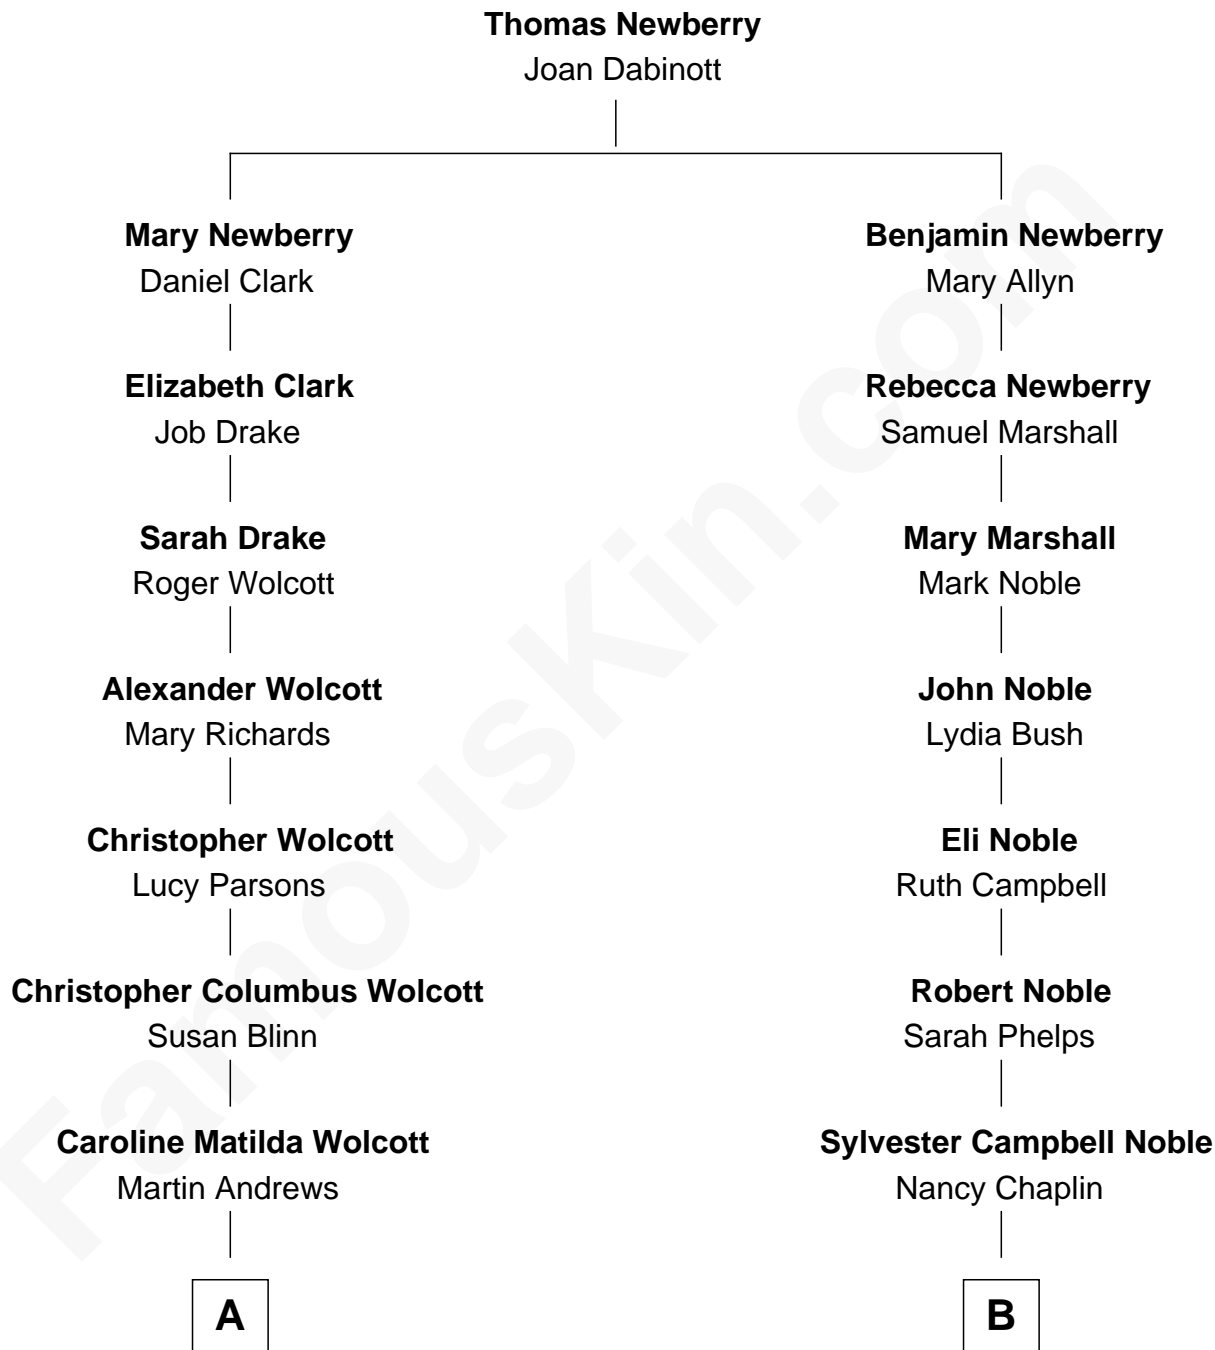 Thomas Newberry
Joan Dabinott
Mary Newberry
Daniel Clark
Benjamin Newberry
Mary Allyn
Elizabeth Clark
Job Drake
Rebecca Newberry
Samuel Marshall
Sarah Drake
Roger Wolcott
Mary Marshall
Mark Noble
Alexander Wolcott
Mary Richards
John Noble
Lydia Bush
Christopher Wolcott
Lucy Parsons
Eli Noble
Ruth Campbell
Christopher Columbus Wolcott
Susan Blinn
Robert Noble
Sarah Phelps
Caroline Matilda Wolcott
Martin Andrews
Sylvester Campbell Noble
Nancy Chaplin
A
B
FamousKin.com